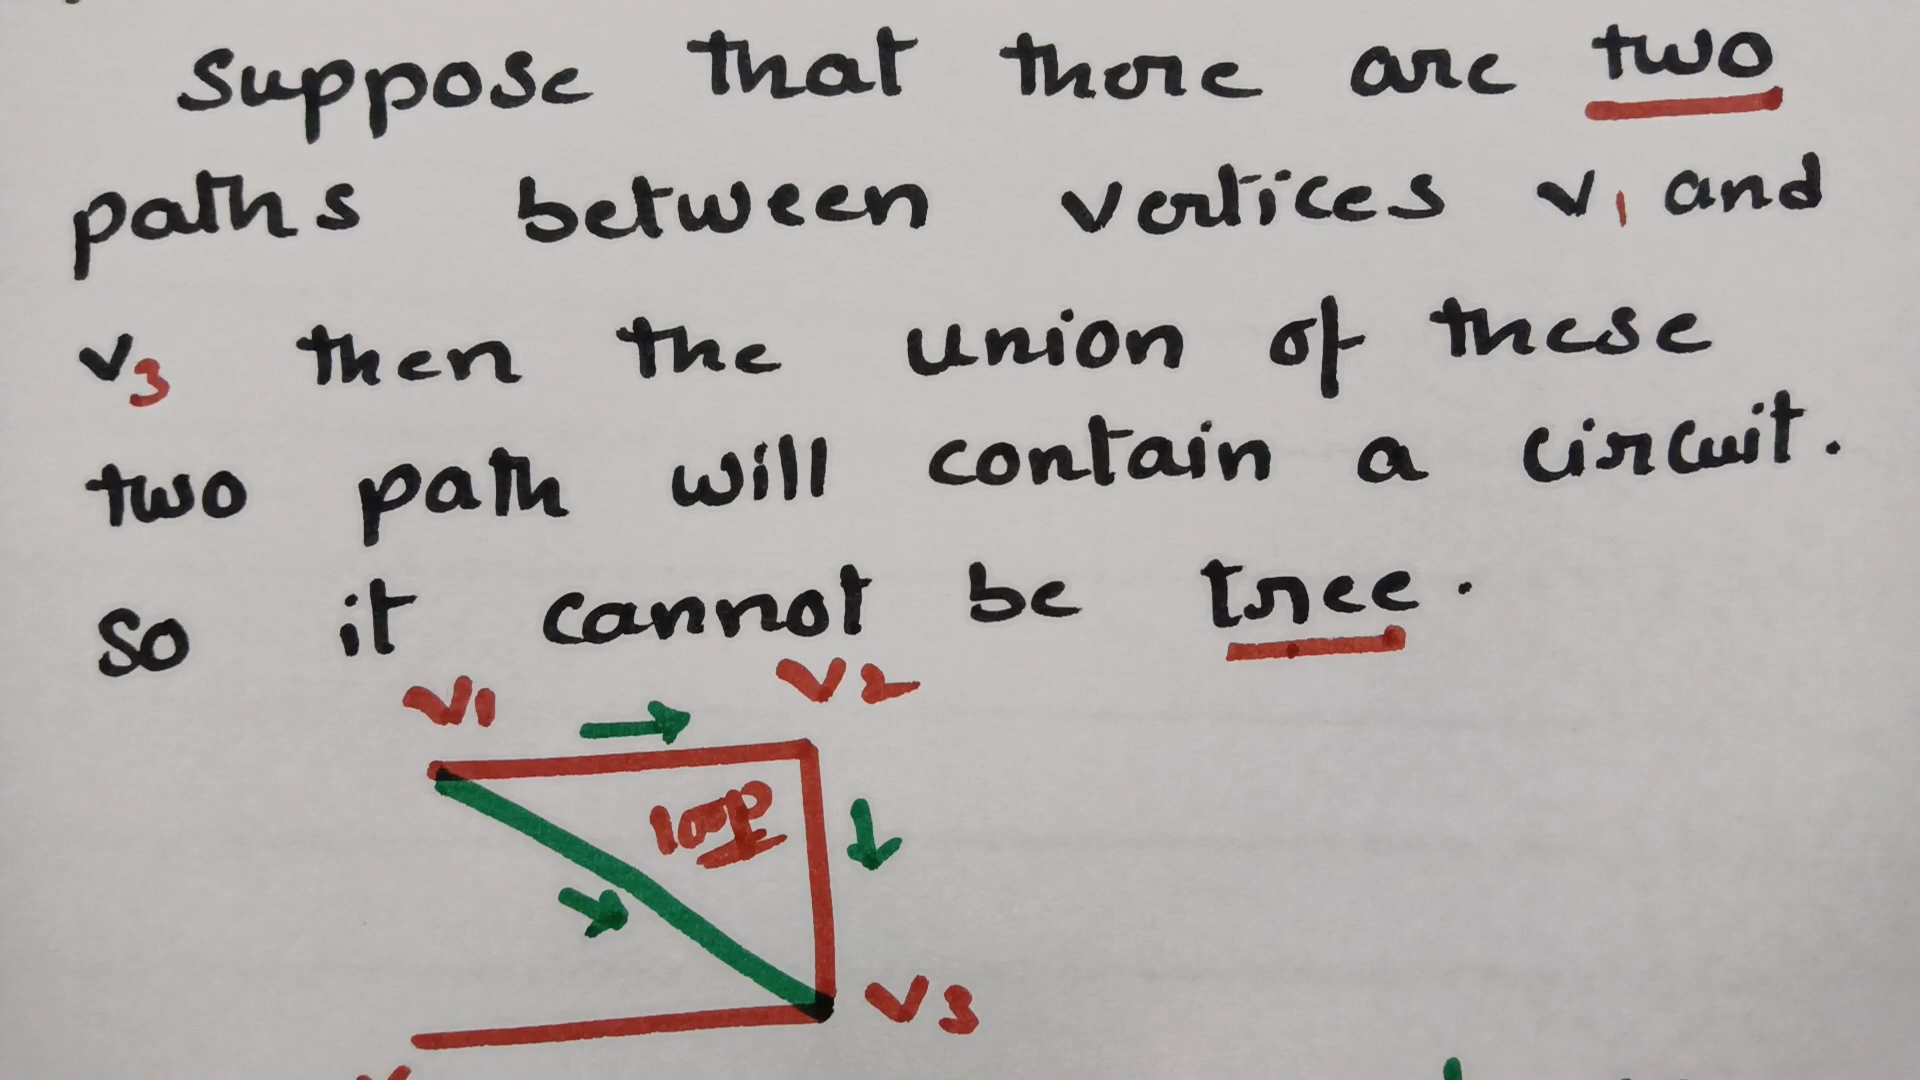 Suppose that there are two
paths between vertices v1 and
v3 then the union of these
two path will contain a circuit.
So it cannot be tree.
V1 V2
loop
V3